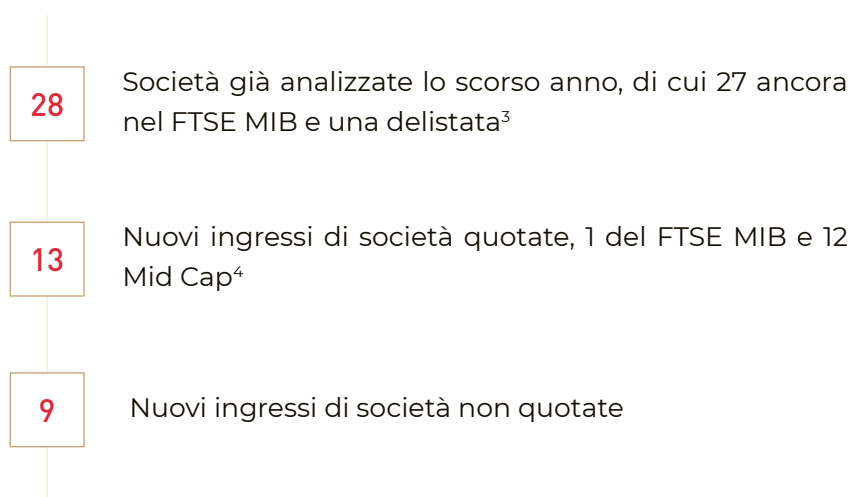 28
Società già analizzate lo scorso anno, di cui 27 ancora
nel FTSE MIB e una delistata³
13
Nuovi ingressi di società quotate, 1 del FTSE MIB e 12
Mid Cap⁴
9
Nuovi ingressi di società non quotate